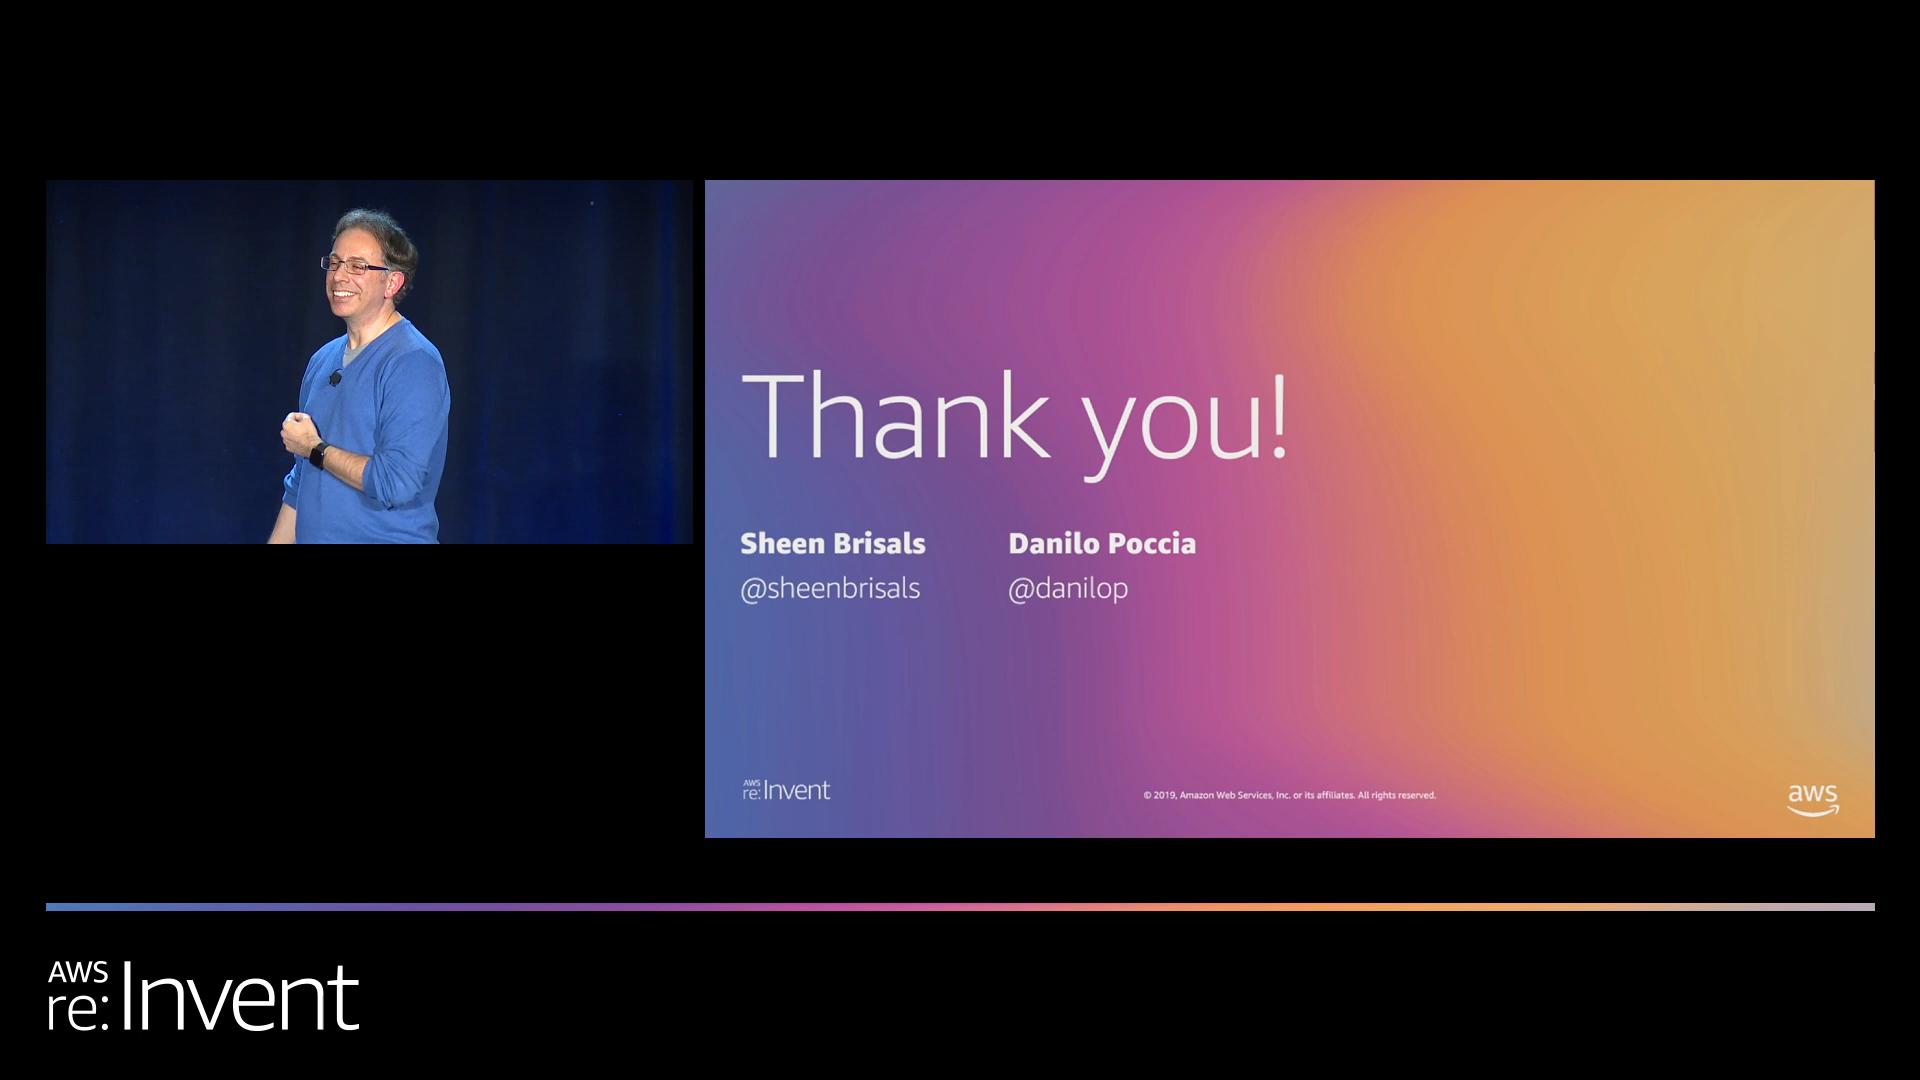 Thank you!
Sheen Brisals
@sheenbrisals
Danilo Poccia
@danilop
AWS
re:Invent
© 2019, Amazon Web Services, Inc. or its affiliates. All rights reserved.
aws
AWS
re:Invent